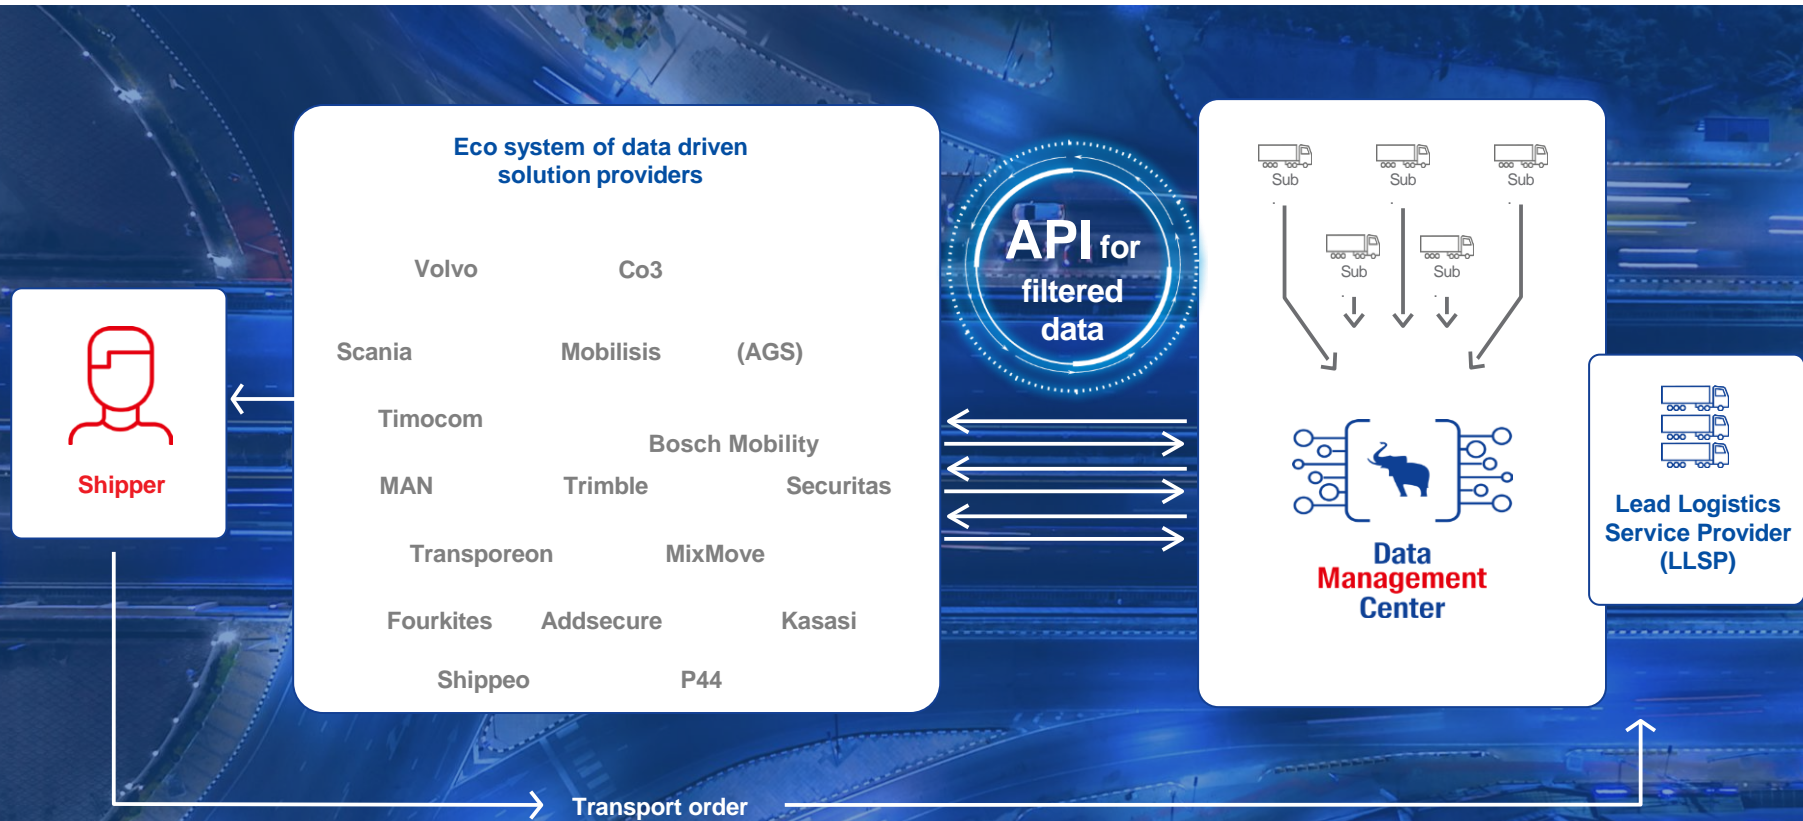 Eco system of data driven
solution providers
Volvo
Co3
Scania
Mobilisis
(AGS)
Timocom
Bosch Mobility
MAN
Trimble
Securitas
Transporeon
MixMove
Fourkites
Addsecure
Kasasi
Shippeo
P44
Shipper
API for
filtered
data
Sub
Sub
Sub
.
.
.
Sub
Sub
.
.
Data
Management
Center
Lead Logistics
Service Provider
(LLSP)
Transport order